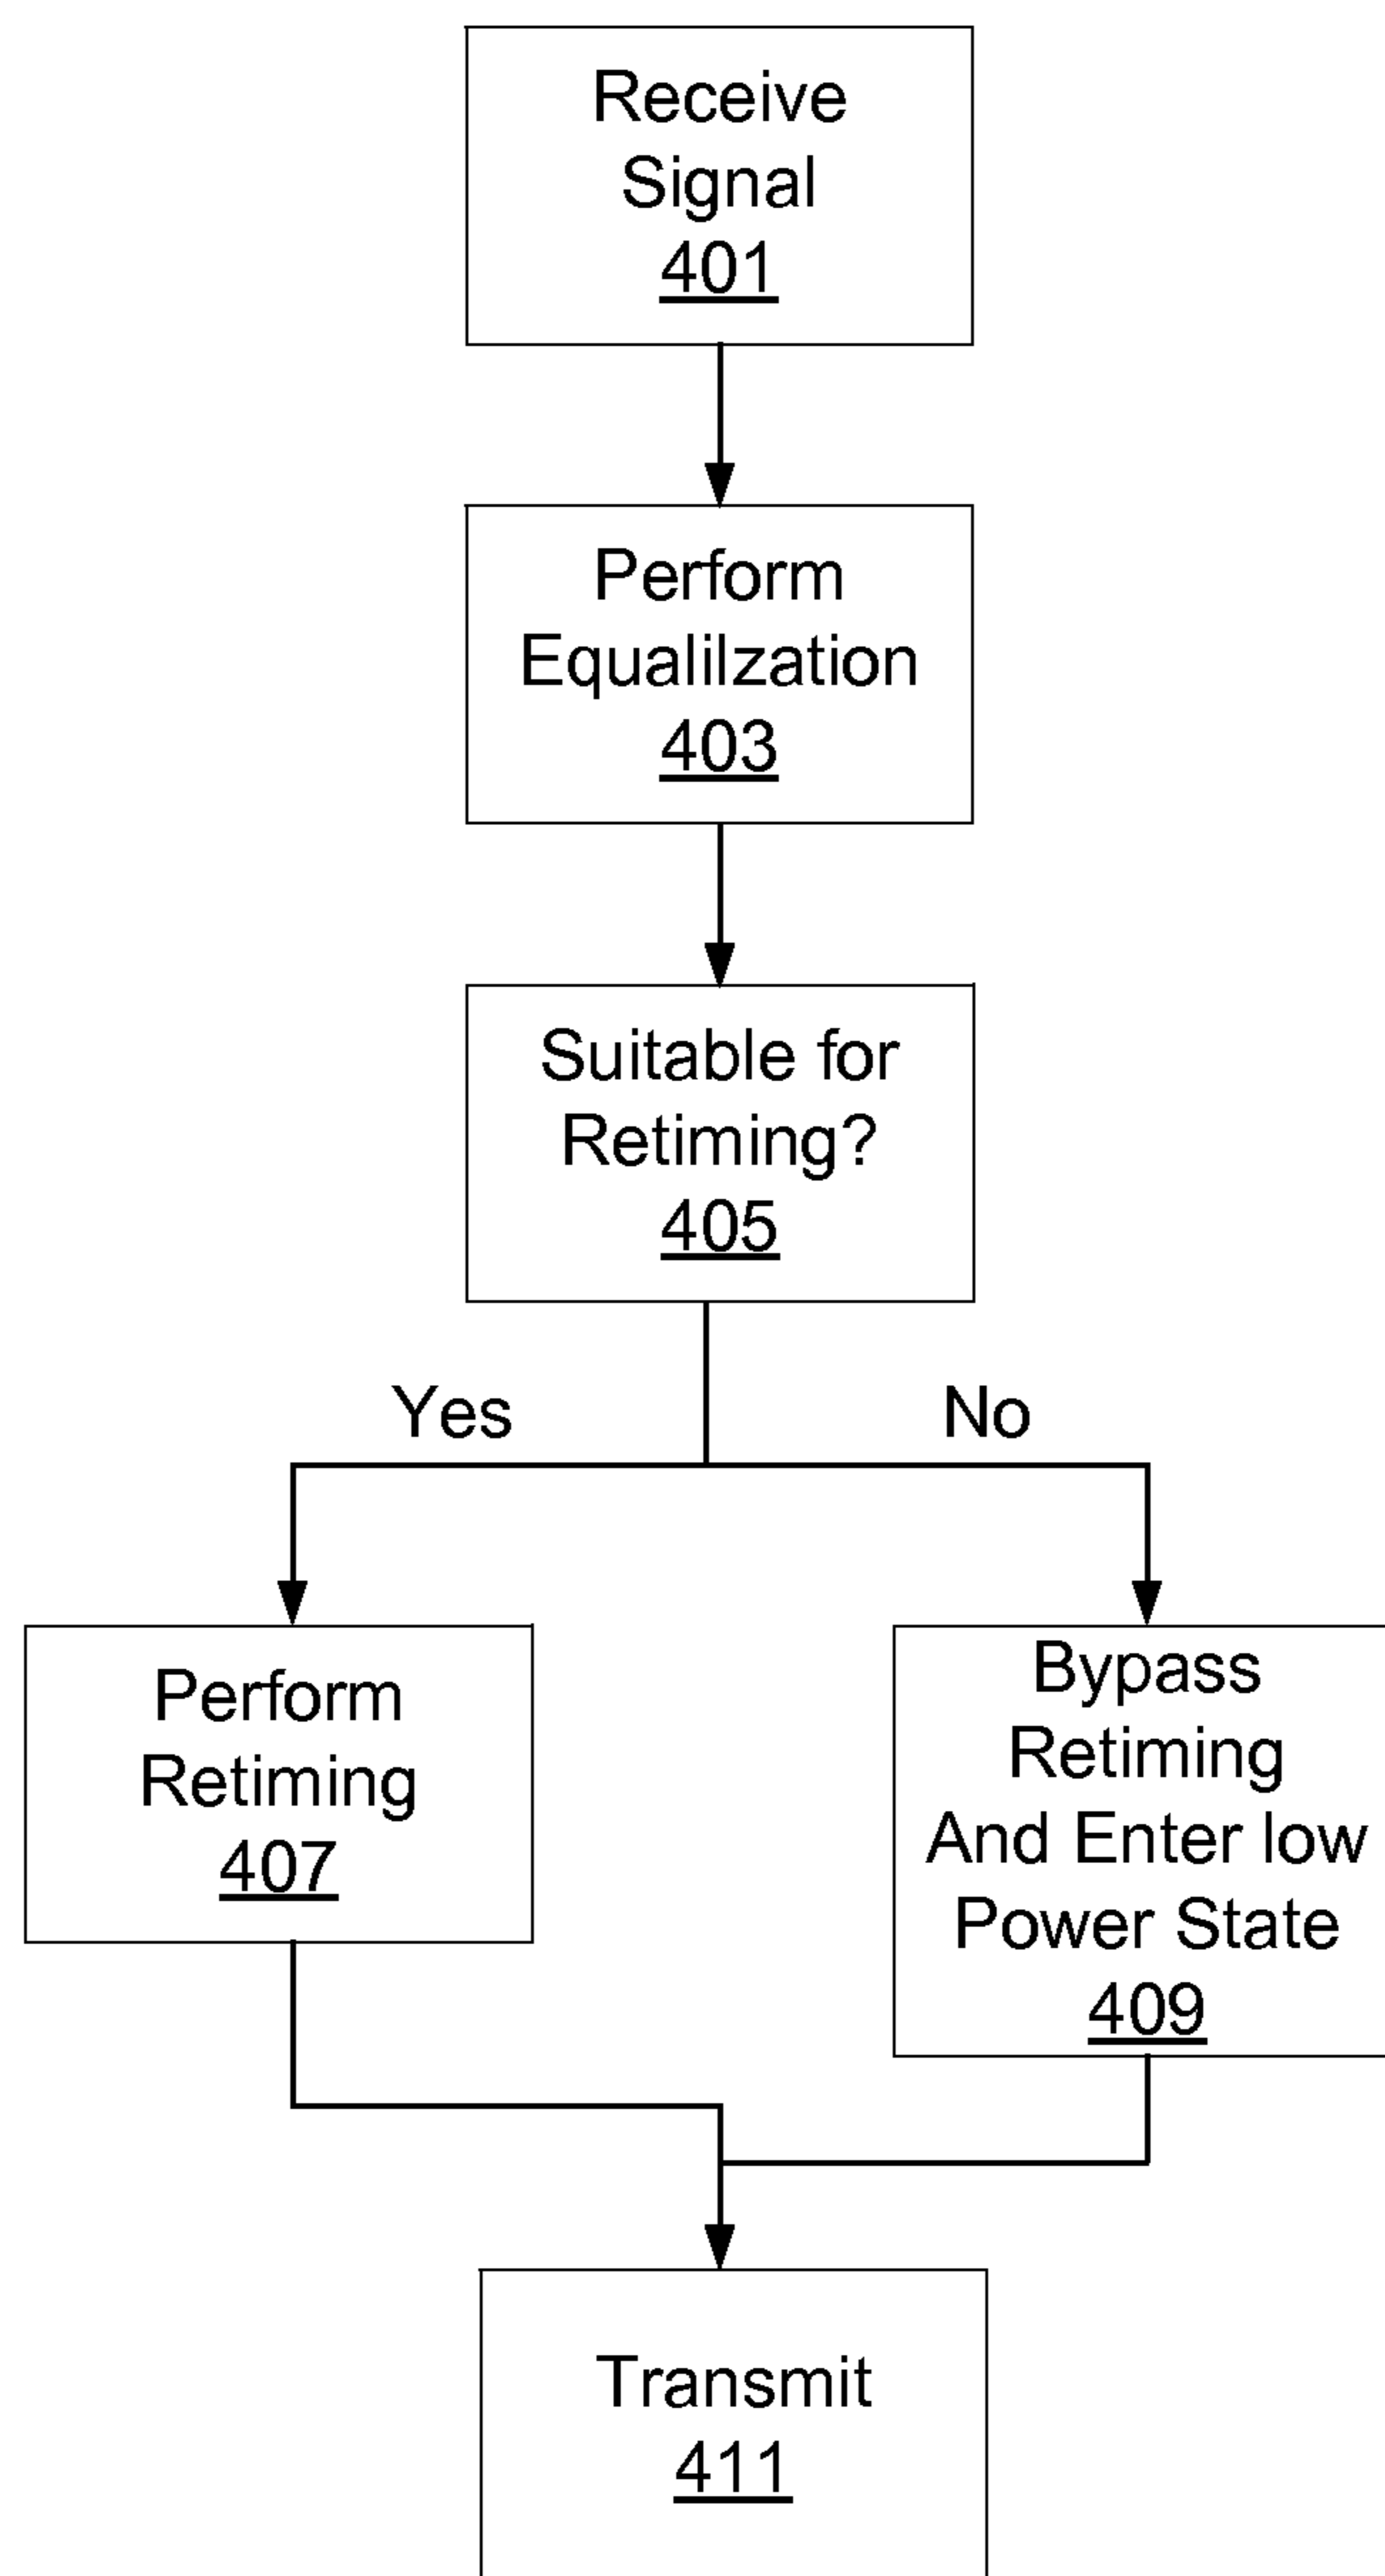 Receive
Signal
401
Perform
Equalilzation
403
Suitable for
Retiming?
405
Yes
No
Perform
Retiming
407
Bypass
Retiming
And Enter low
Power State
409
Transmit
411